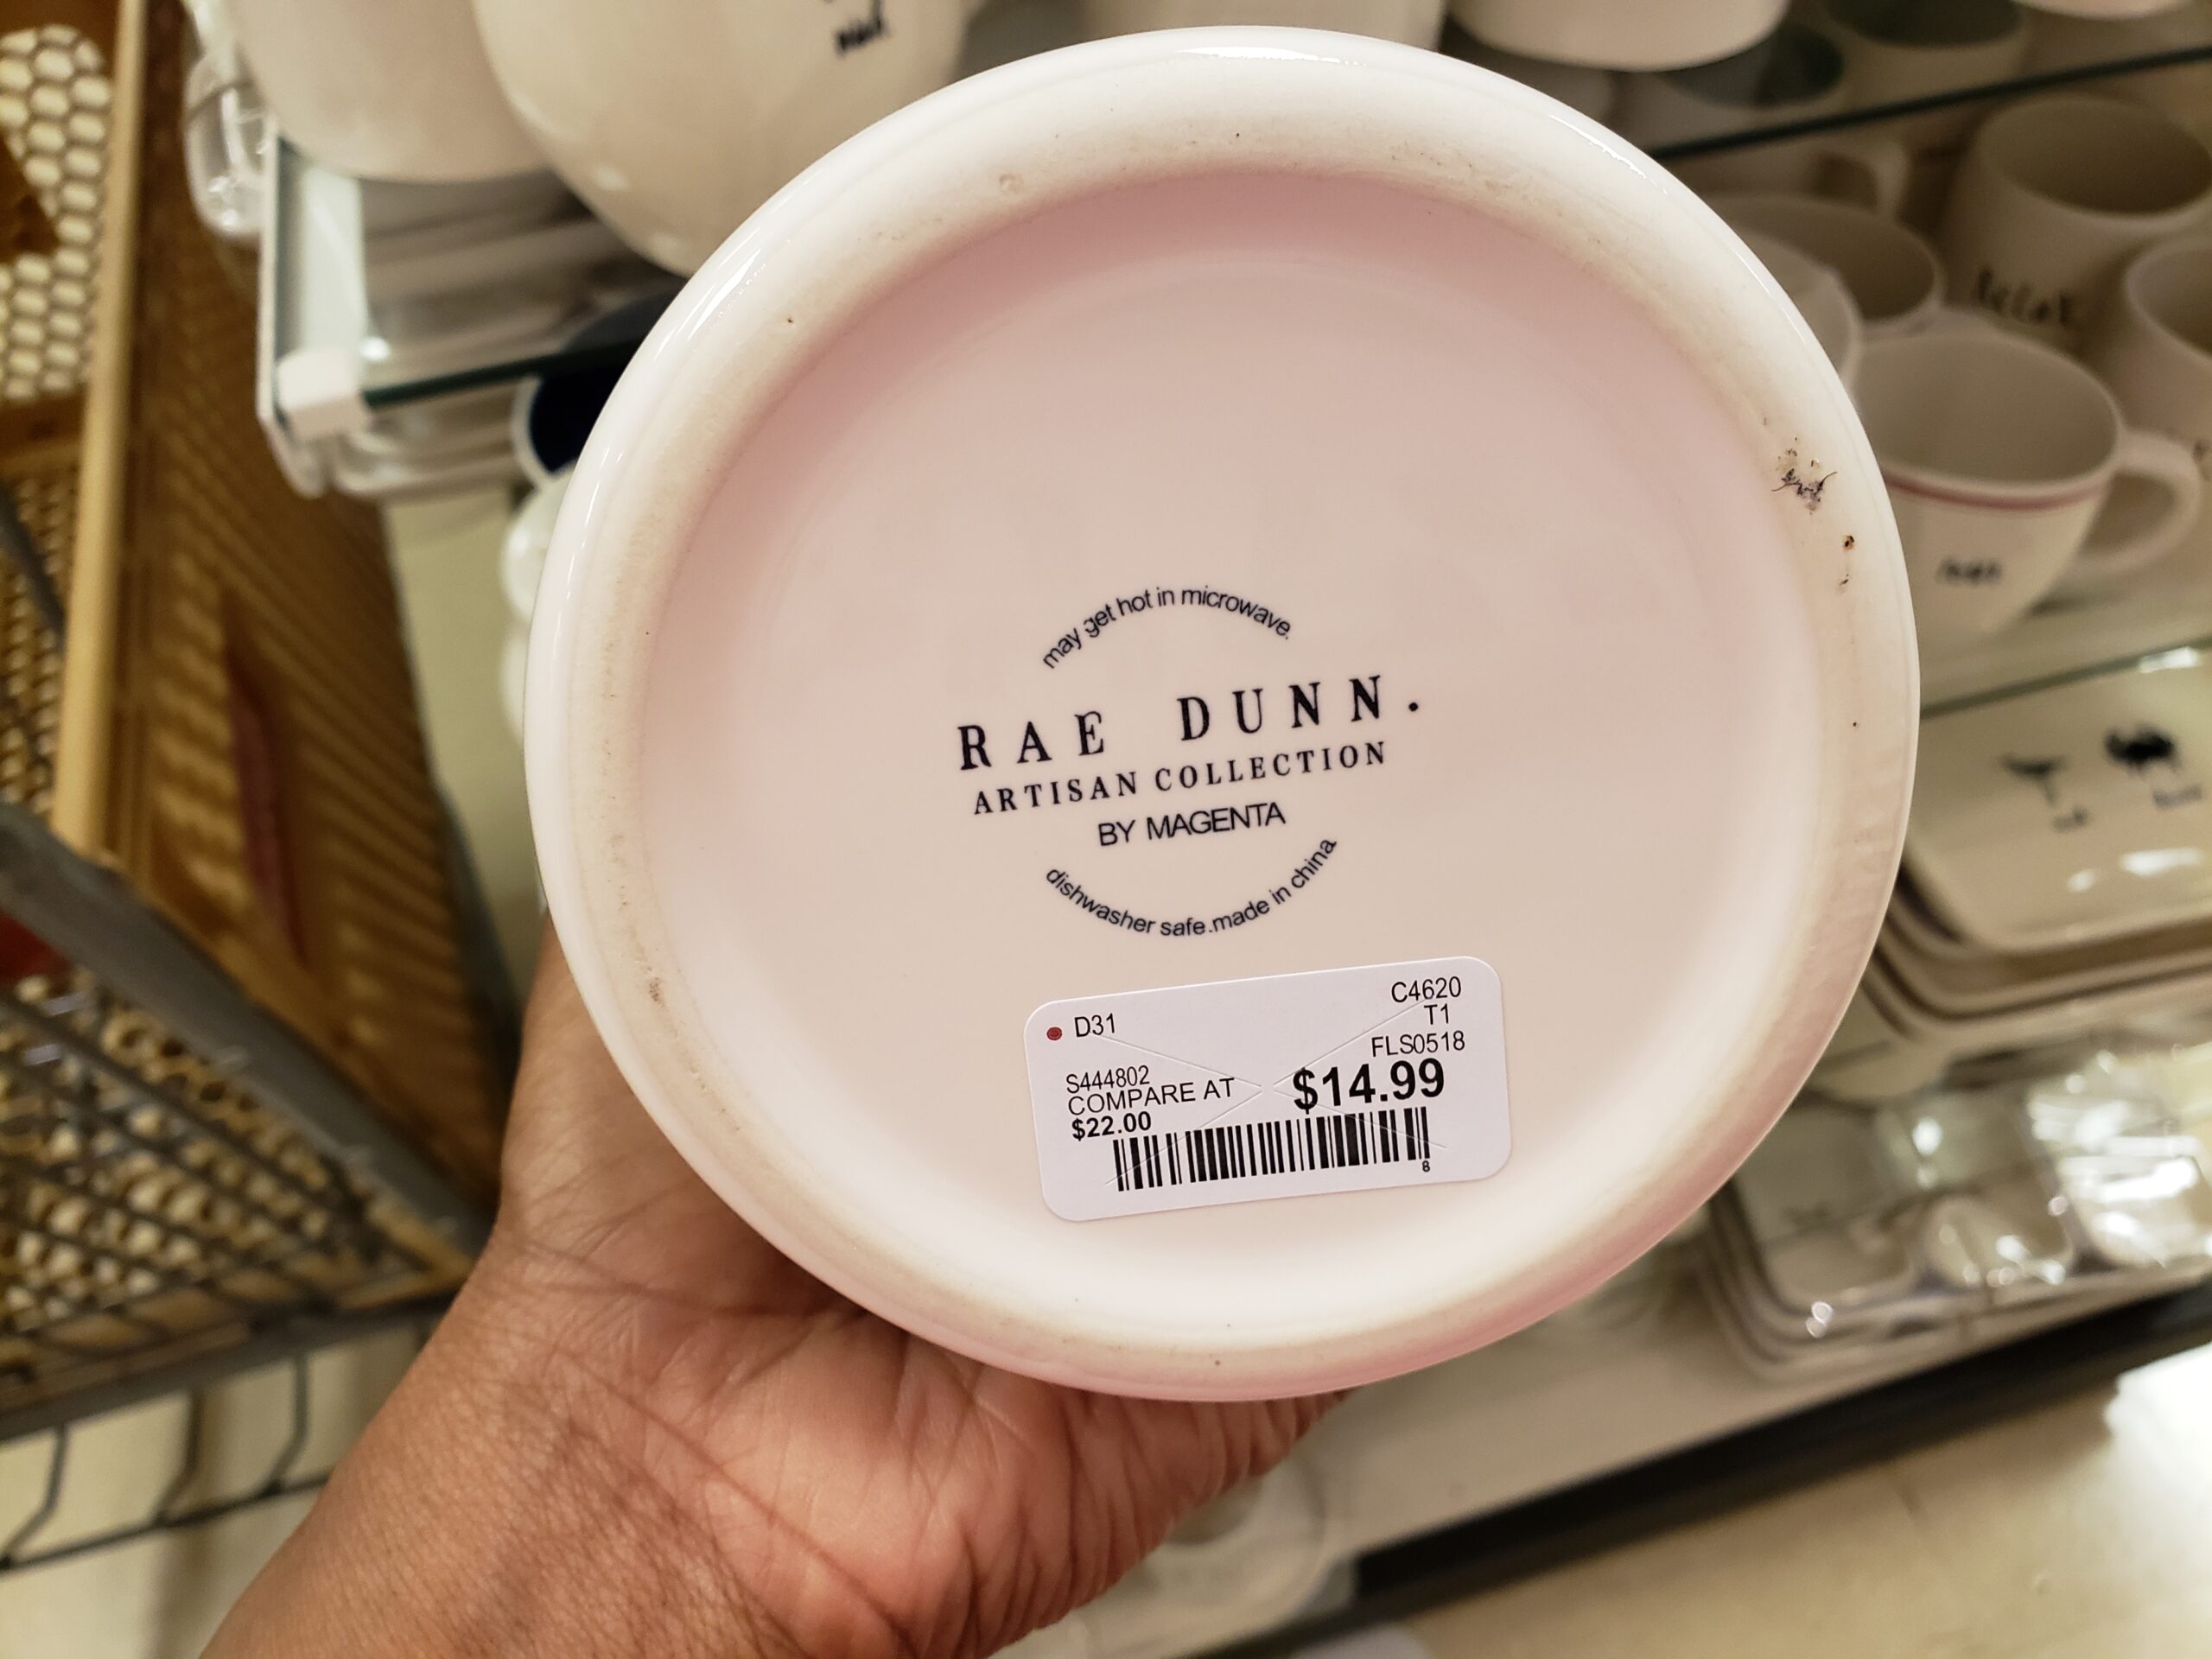 may get hot in microwave.
RAE DUNN.
ARTISAN COLLECTION
BY MAGENTA
dishwasher safe.made in china
D31
C4620
T1
FLS0518
S444802
COMPARE AT
$22.00
$14.99
8